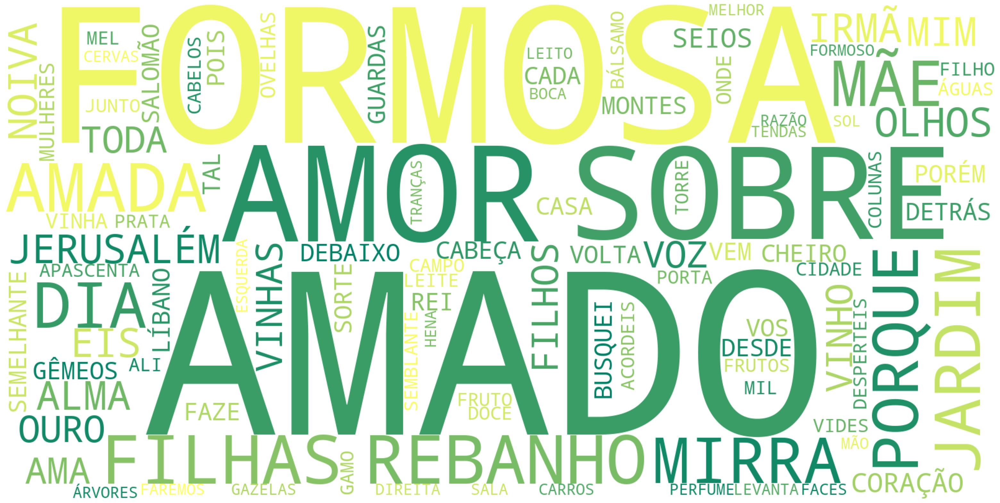 FORMOSA
NOIVA
MULHERES
MEL
CERVAS
JUNTO
SALOMÃO
TODA
CABELOS
POIS
OVELHAS
GUARDAS
LEITO
CADA
BOCA
BÁLSAMO
MONTES
MELHOR
SEIOS
ONDE
RAZÃO
TENDAS
SOL
IRMÃ
MIM
FORMOSO
MÃE
FILHO
ÁGUAS
OLHOS
AMADA
TAL
AMOR
TRANÇAS
CASA
SOBRE
TORRE
COLUNAS
PORÉM
DETRÁS
VINHA
PRATA
JERUSALÉM
ESQUERDA
VINHAS
DEBAIXO
CABEÇA
FILHOS
VOLTA
VOZ
VEM
CHEIRO
CIDADE
PORTA
APASCENTA
SEMELHANTE
DIA
LÍBANO
EIS
GÊMEOS
ALI
ALMA
OURO
AMADO
SORTE
CAMPO
LEITE
REI
HENA
SEMBLANTE
FAZE
FRUTO
DOCE
BUSQUEI
ACORDEIS
VOS
DESDE
FRUTOS
MIL
VINHO
DESPERTEIS
PORQUE
JARDIM
VIDES
MÃO
AMA
FILHAS
GAMO
REBANHO
MIRRA
CORAÇÃO
ÁRVORES
FAREMOS
GAZELAS
DIREITA
SALA
CARROS
PERFUME
LEVANTA
FACES